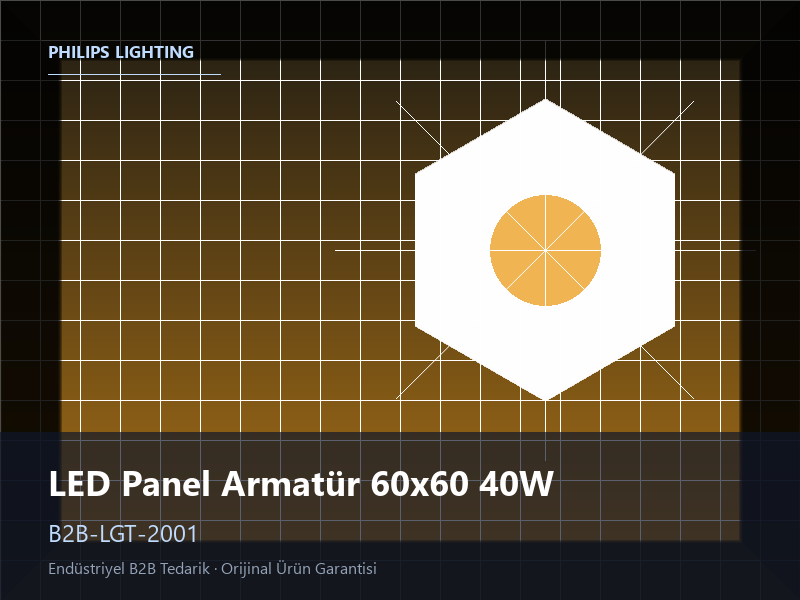 PHILIPS LIGHTING
LED Panel Armatür 60x60 40W
B2B-LGT-2001
Endüstriyel B2B Tedarik · Orijinal Ürün Garantisi